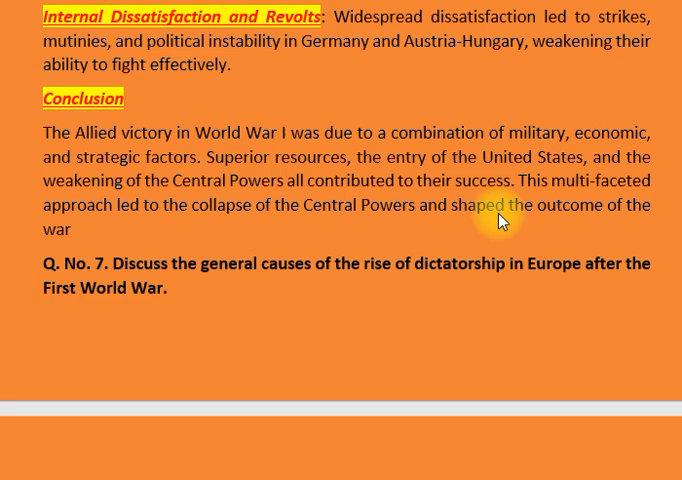 Internal Dissatisfaction and Revolts: Widespread dissatisfaction led to strikes,
mutinies, and political instability in Germany and Austria-Hungary, weakening their
ability to fight effectively.
Conclusion
The Allied victory in World War I was due to a combination of military, economic,
and strategic factors. Superior resources, the entry of the United States, and the
weakening of the Central Powers all contributed to their success. This multi-faceted
approach led to the collapse of the Central Powers and shaped the outcome of the
war
Q. No. 7. Discuss the general causes of the rise of dictatorship in Europe after the
First World War.